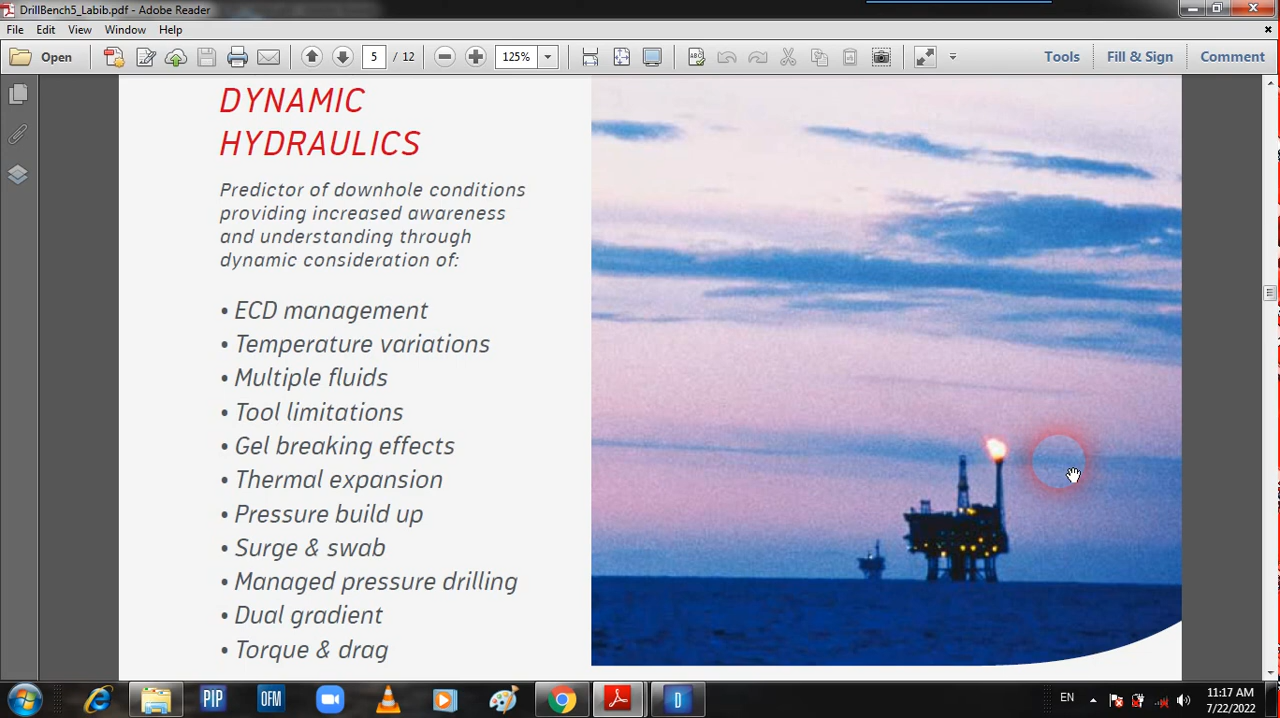 DrillBench5_Labib.pdf - Adobe Reader
File Edit View Window Help
Open 5 / 12 125% Tools Fill & Sign Comment
DYNAMIC
HYDRAULICS
Predictor of downhole conditions
providing increased awareness
and understanding through
dynamic consideration of:
• ECD management
• Temperature variations
• Multiple fluids
• Tool limitations
• Gel breaking effects
• Thermal expansion
• Pressure build up
• Surge & swab
• Managed pressure drilling
• Dual gradient
• Torque & drag
PIP OFM D EN 11:17 AM
7/22/2022